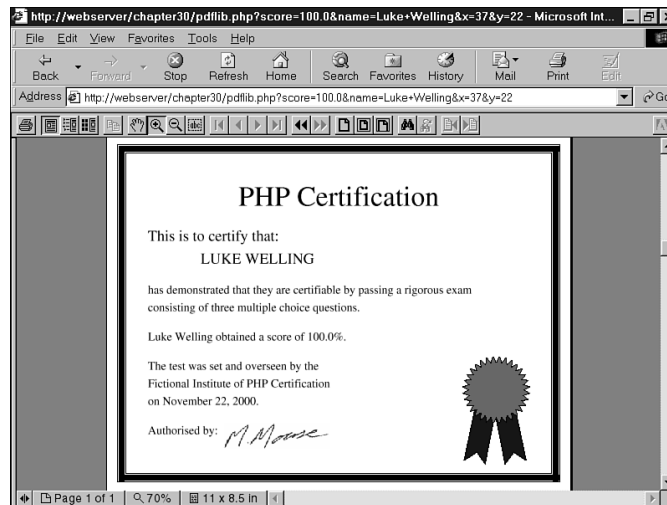 http://webserver/chapter30/pdflib.php?score=100.0&name=Luke+Welling&x=37&y=22 - Microsoft Int...
File Edit View Favorites Tools Help
Back Forward Stop Refresh Home Search Favorites History Mail Print Edit
Address http://webserver/chapter30/pdflib.php?score=100.0&name=Luke+Welling&x=37&y=22 Go
PHP Certification
This is to certify that:
LUKE WELLING
has demonstrated that they are certifiable by passing a rigorous exam
consisting of three multiple choice questions.
Luke Welling obtained a score of 100.0%.
The test was set and overseen by the
Fictional Institute of PHP Certification
on November 22, 2000.
Authorised by: M. Mouse
Page 1 of 1 70% 11 x 8.5 in